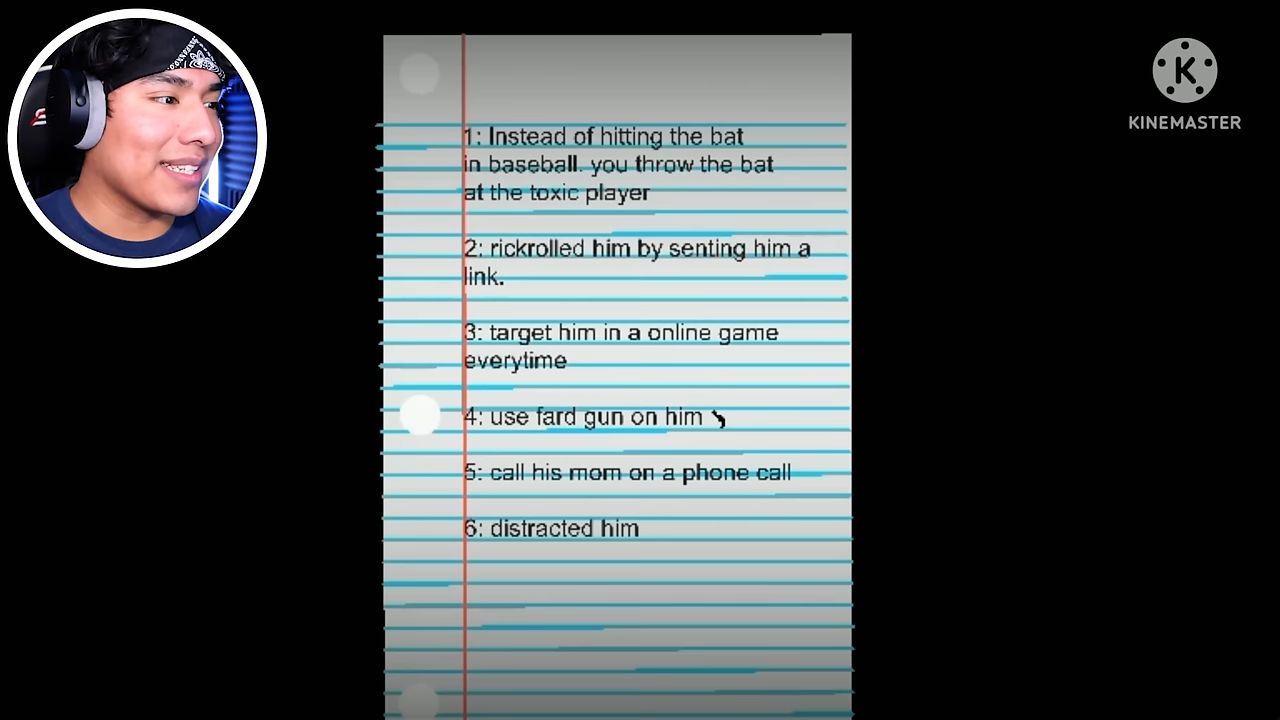 1: Instead of hitting the bat
in baseball. you throw the bat
at the toxic player
2: rickrolled him by senting him a
link.
3: target him in a online game
everytime
4: use fard gun on him
5: call his mom on a phone call
6: distracted him
K
KINEMASTER